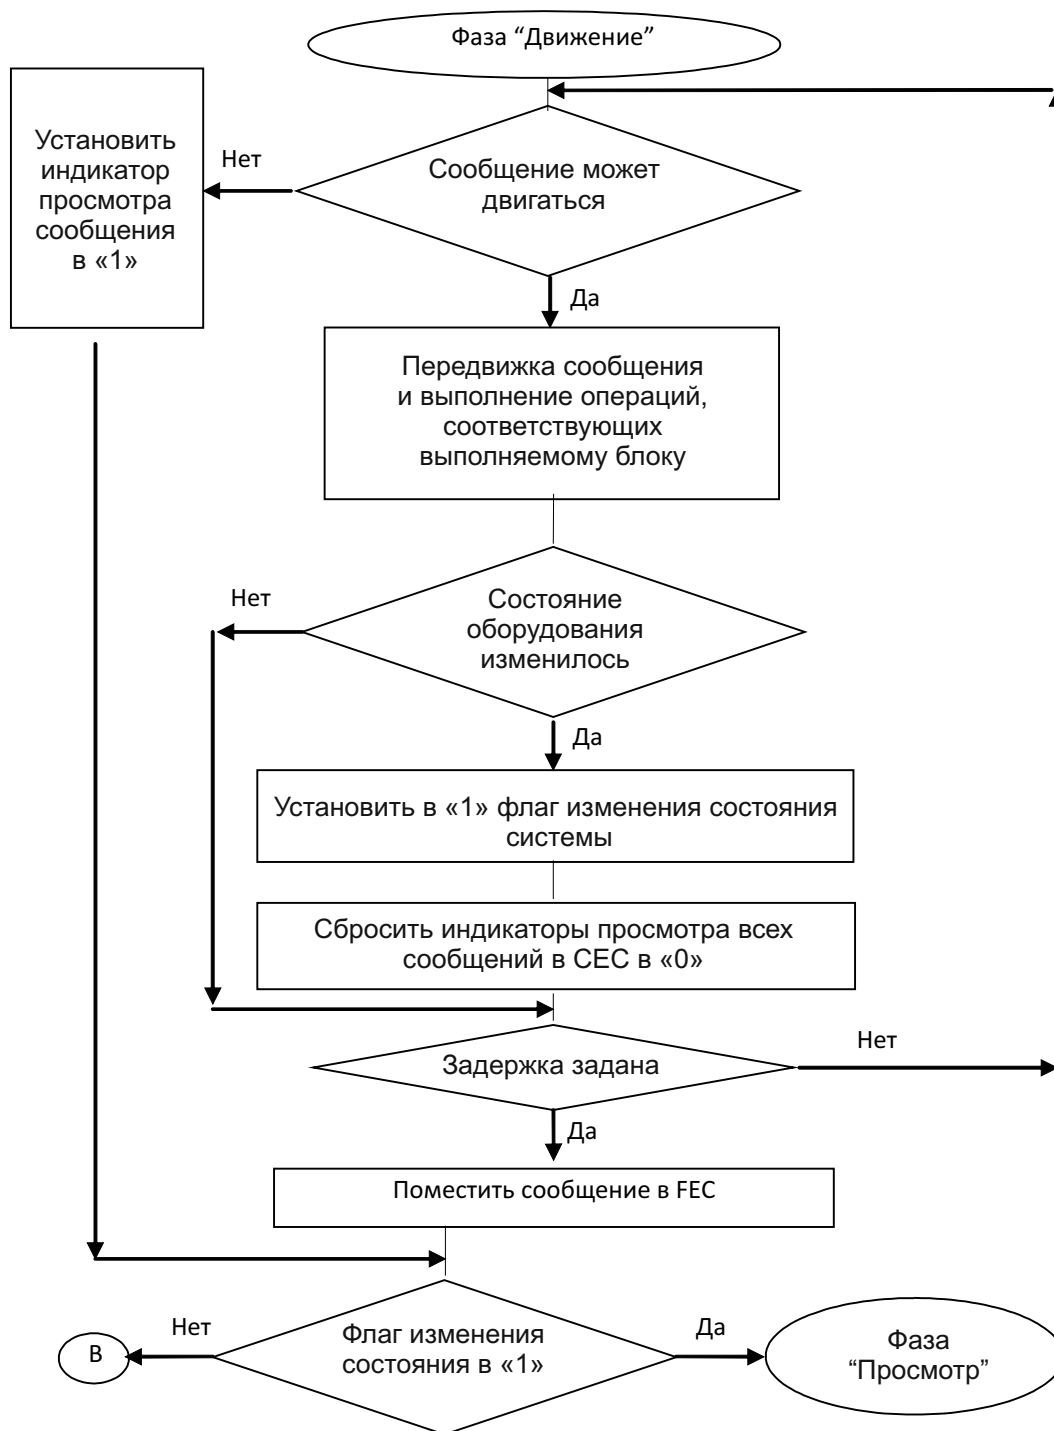 Фаза “Движение”
Установить
индикатор
просмотра
сообщения
в «1»
Нет
Сообщение может
двигаться
Да
Передвижка сообщения
и выполнение операций,
соответствующих
выполняемому блоку
Нет
Состояние
оборудования
изменилось
Да
Установить в «1» флаг изменения состояния
системы
Сбросить индикаторы просмотра всех
сообщений в СЕС в «0»
Задержка задана
Нет
Да
Поместить сообщение в FEC
Нет
Флаг изменения
состояния в «1»
Да
В
Фаза
“Просмотр”